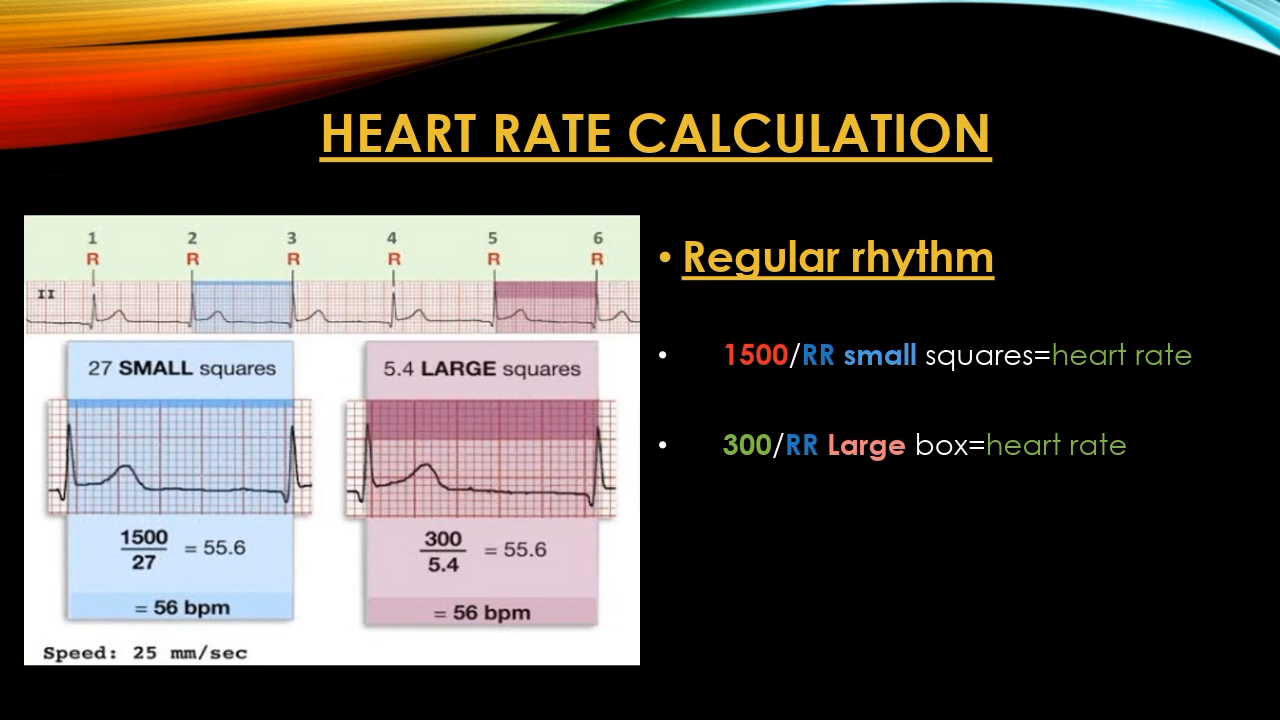 HEART RATE CALCULATION
1 2 3 4 5 6
R R R R R R
II
27 SMALL squares
1500
27
= 55.6
= 56 bpm
5.4 LARGE squares
300
5.4
= 55.6
= 56 bpm
Speed: 25 mm/sec
• Regular rhythm
• 1500/RR small squares=heart rate
• 300/RR Large box=heart rate